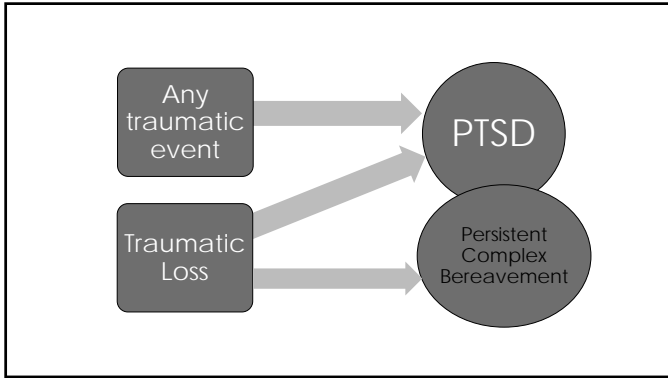 Any
traumatic
event
PTSD
Traumatic
Loss
Persistent
Complex
Bereavement